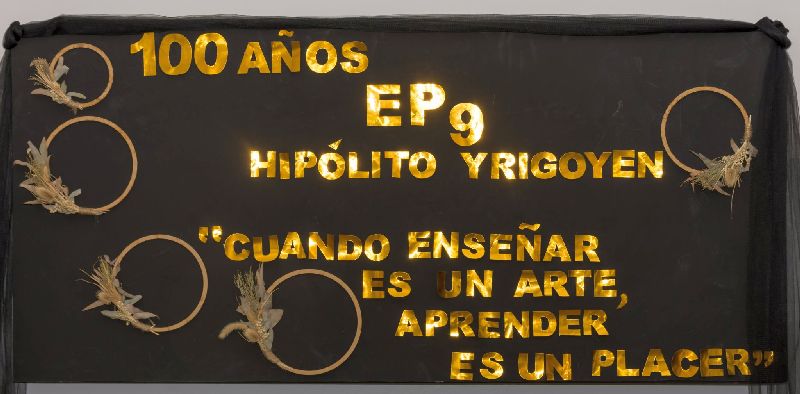 100 AÑOS
EP9
HIPÓLITO YRIGOYEN
"CUANDO ENSEÑAR
ES UN ARTE,
APRENDER
ES UN PLACER"